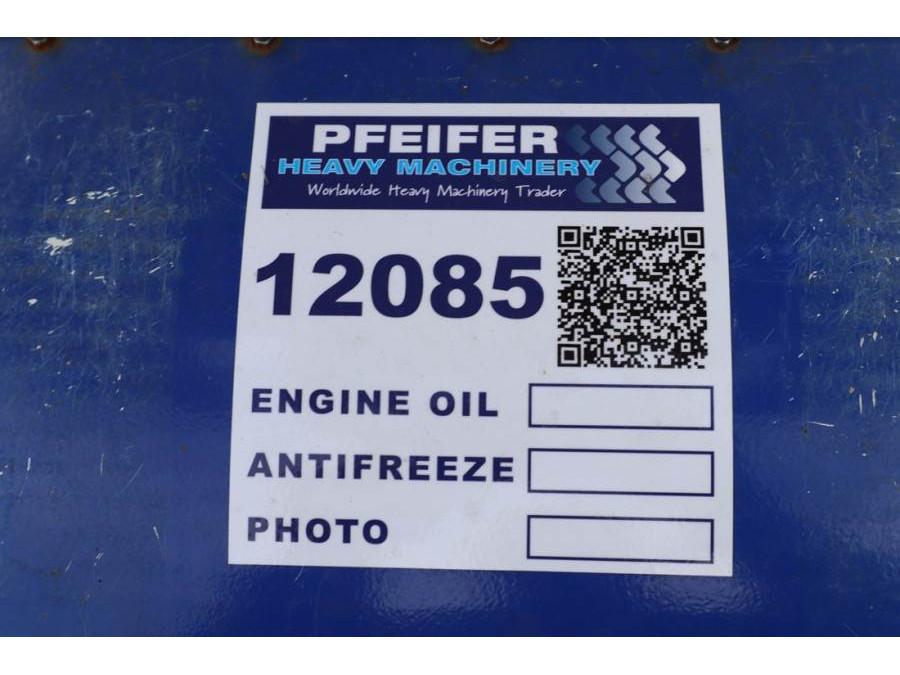 PFEIFER
HEAVY MACHINERY
Worldwide Heavy Machinery Trader
12085
ENGINE OIL
ANTIFREEZE
PHOTO